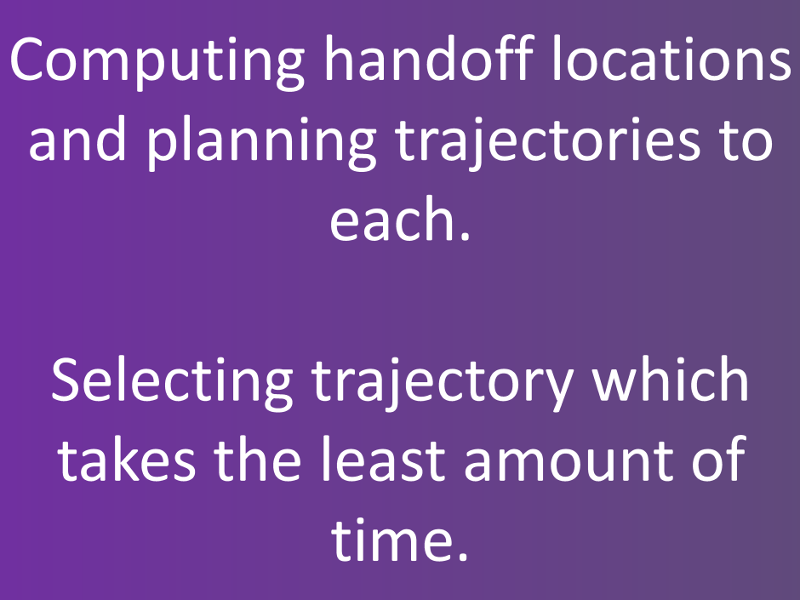 Computing handoff locations
and planning trajectories to
each.
Selecting trajectory which
takes the least amount of
time.